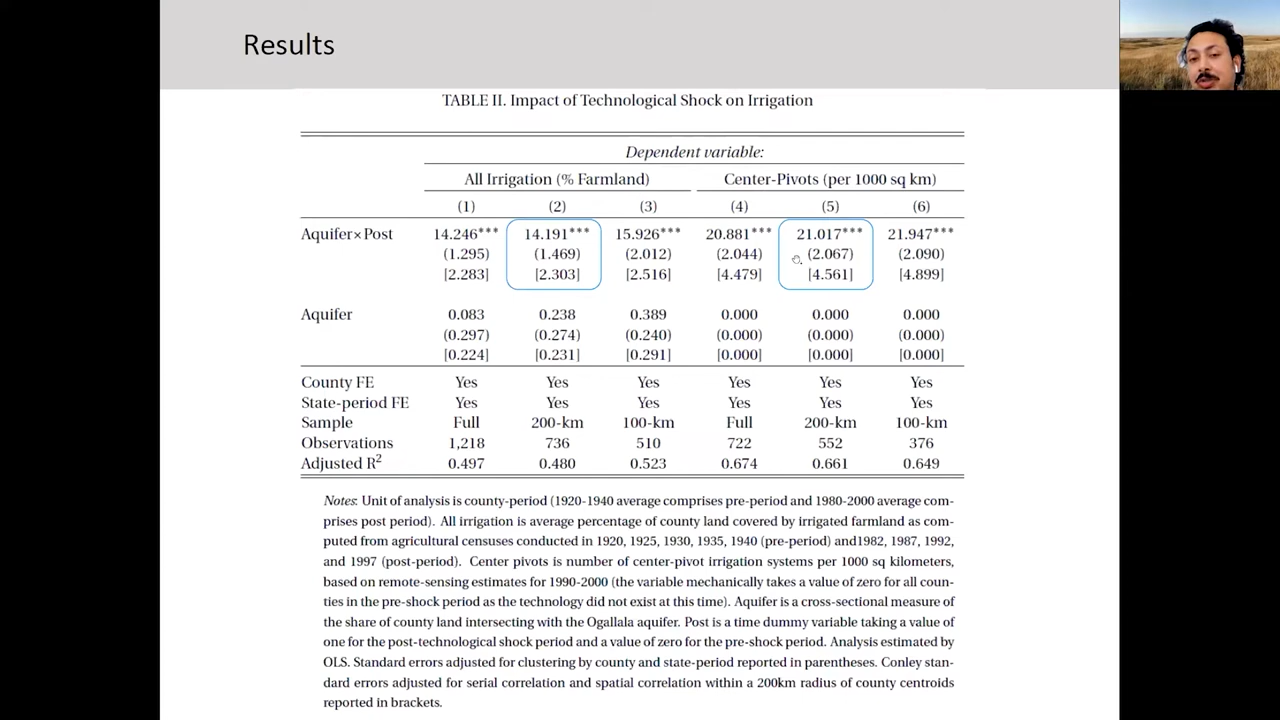 Results
TABLE II. Impact of Technological Shock on Irrigation
Dependent variable:
All Irrigation (% Farmland) Center-Pivots (per 1000 sq km)
(1) (2) (3) (4) (5) (6)
Aquifer×Post 14.246*** 14.191*** 15.926*** 20.881*** 21.017*** 21.947***
(1.295) (1.469) (2.012) (2.044) (2.067) (2.090)
[2.283] [2.303] [2.516] [4.479] [4.561] [4.899]
Aquifer 0.083 0.238 0.389 0.000 0.000 0.000
(0.297) (0.274) (0.240) (0.000) (0.000) (0.000)
[0.224] [0.231] [0.291] [0.000] [0.000] [0.000]
County FE Yes Yes Yes Yes Yes Yes
State-period FE Yes Yes Yes Yes Yes Yes
Sample Full 200-km 100-km Full 200-km 100-km
Observations 1,218 736 510 722 552 376
Adjusted R² 0.497 0.480 0.523 0.674 0.661 0.649
Notes: Unit of analysis is county-period (1920-1940 average comprises pre-period and 1980-2000 average com-
prises post period). All irrigation is average percentage of county land covered by irrigated farmland as com-
puted from agricultural censuses conducted in 1920, 1925, 1930, 1935, 1940 (pre-period) and1982, 1987, 1992,
and 1997 (post-period). Center pivots is number of center-pivot irrigation systems per 1000 sq kilometers,
based on remote-sensing estimates for 1990-2000 (the variable mechanically takes a value of zero for all coun-
ties in the pre-shock period as the technology did not exist at this time). Aquifer is a cross-sectional measure of
the share of county land intersecting with the Ogallala aquifer. Post is a time dummy variable taking a value of
one for the post-technological shock period and a value of zero for the pre-shock period. Analysis estimated by
OLS. Standard errors adjusted for clustering by county and state-period reported in parentheses. Conley stan-
dard errors adjusted for serial correlation and spatial correlation within a 200km radius of county centroids
reported in brackets.